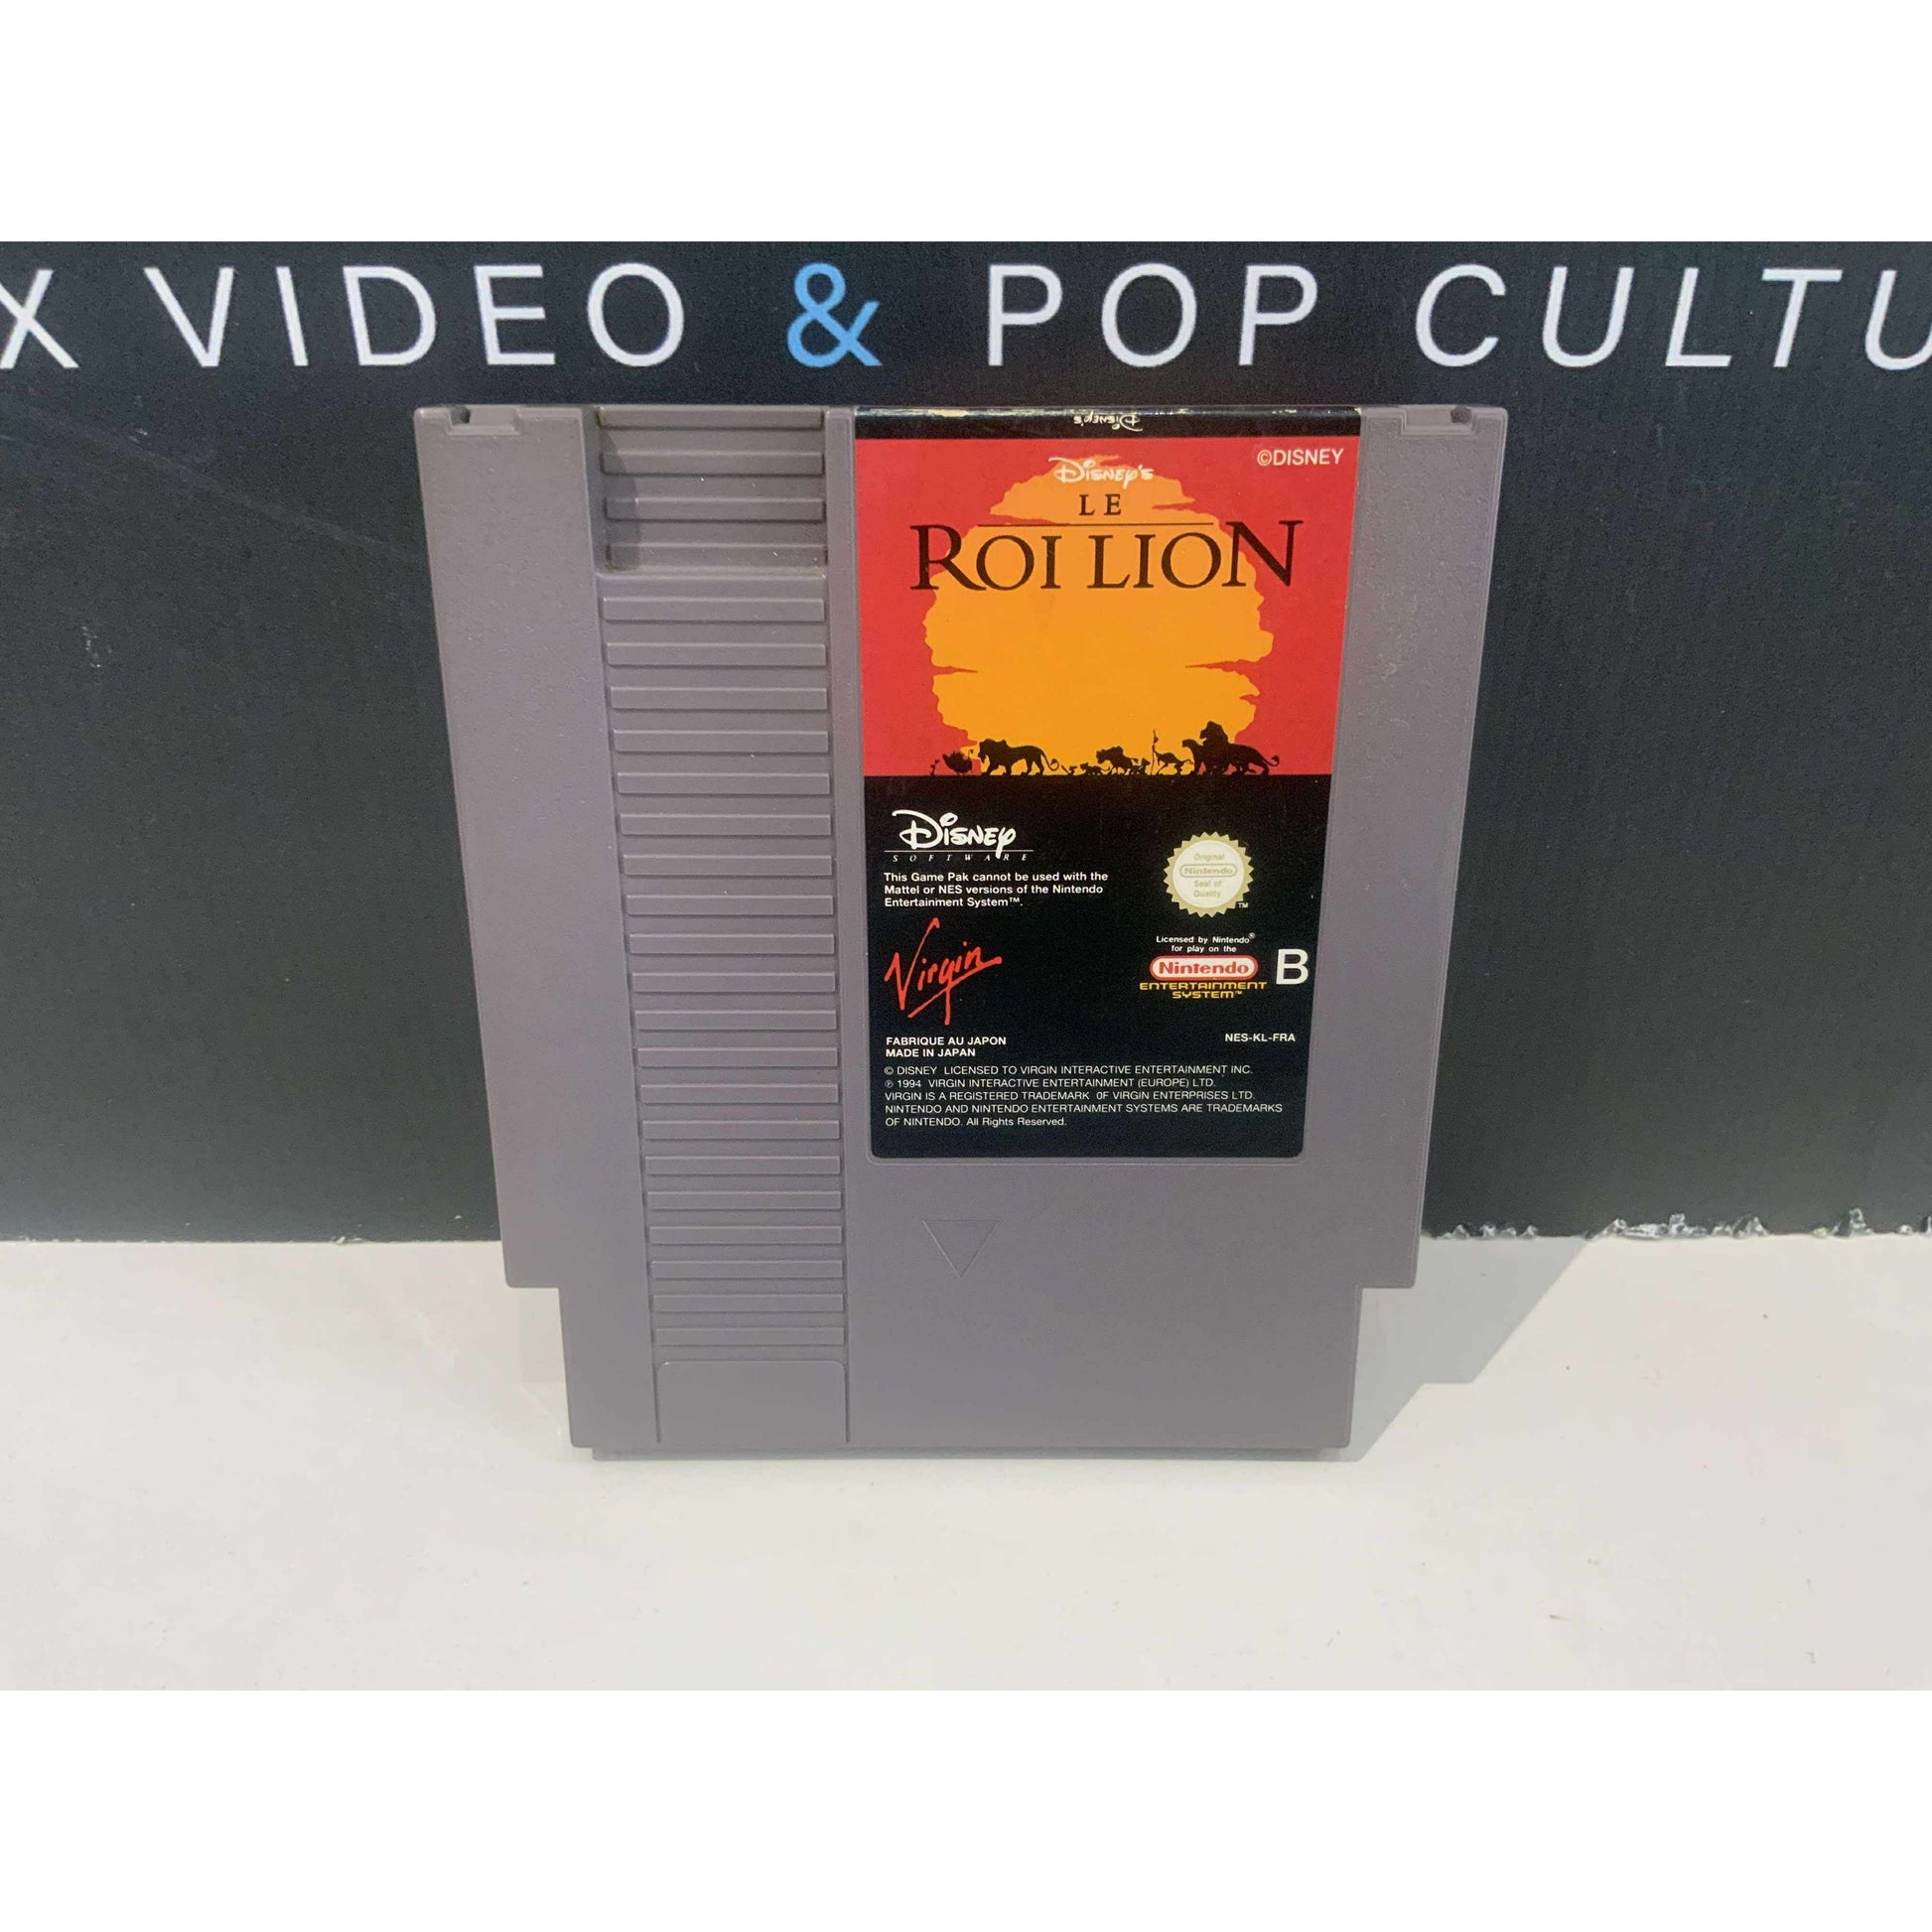 X VIDEO & POP CULTU
DISNEY'S
©DISNEY
DISNEY'S
LE
ROI LION
DISNEY
SOFTWARE
This Game Pak cannot be used with the
Mattel or NES versions of the Nintendo
Entertainment System™.
Original
Nintendo
Seal of
Quality
TM
Virgin
Licensed by Nintendo®
for play on the
Nintendo
ENTERTAINMENT
SYSTEM™
B
FABRIQUE AU JAPON
MADE IN JAPAN
NES-KL-FRA
© DISNEY LICENSED TO VIRGIN INTERACTIVE ENTERTAINMENT INC.
℗ 1994 VIRGIN INTERACTIVE ENTERTAINMENT (EUROPE) LTD.
VIRGIN IS A REGISTERED TRADEMARK OF VIRGIN ENTERPRISES LTD.
NINTENDO AND NINTENDO ENTERTAINMENT SYSTEMS ARE TRADEMARKS
OF NINTENDO. All Rights Reserved.